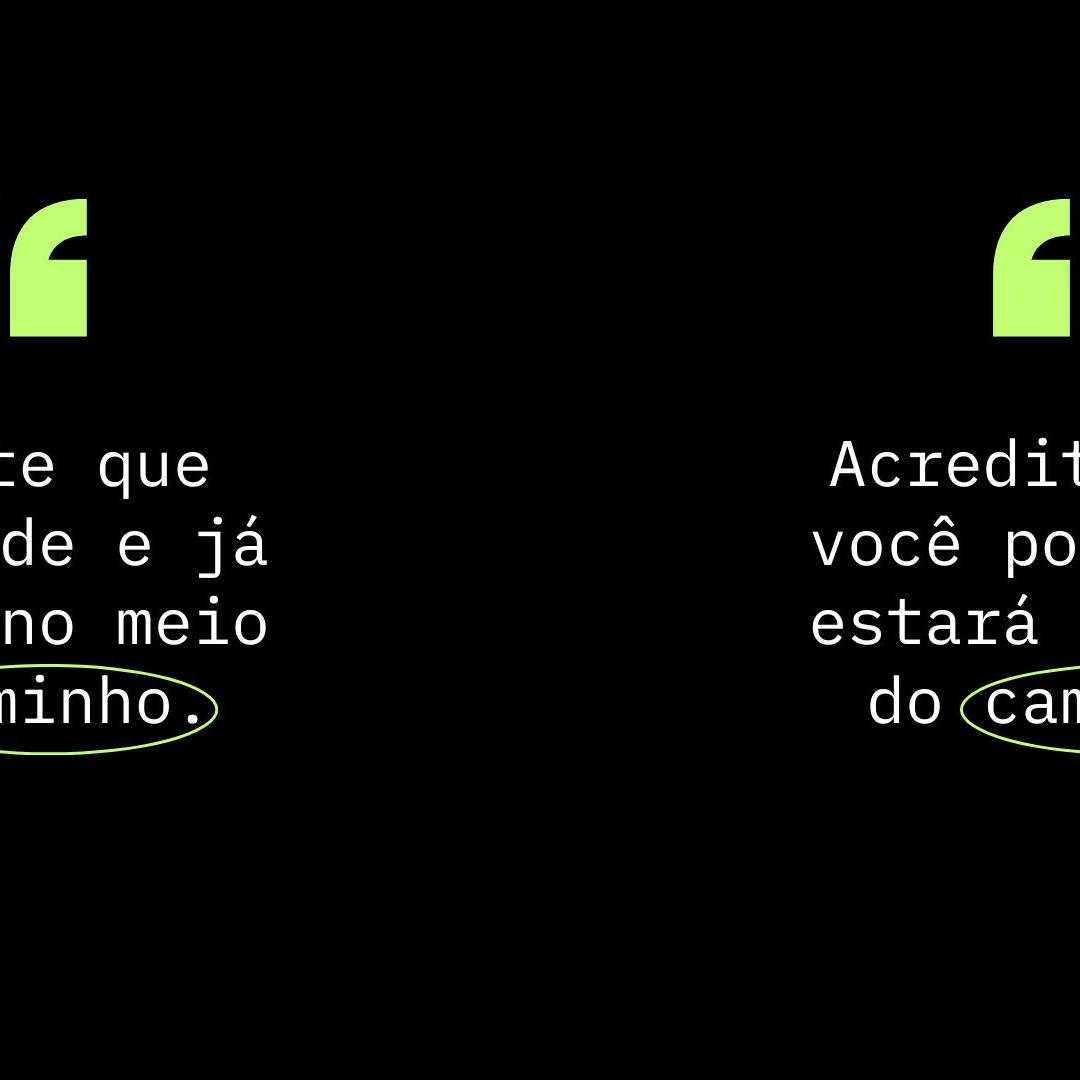 te que
de e já
no meio
minho.
Acredit
você po
estará
do cam